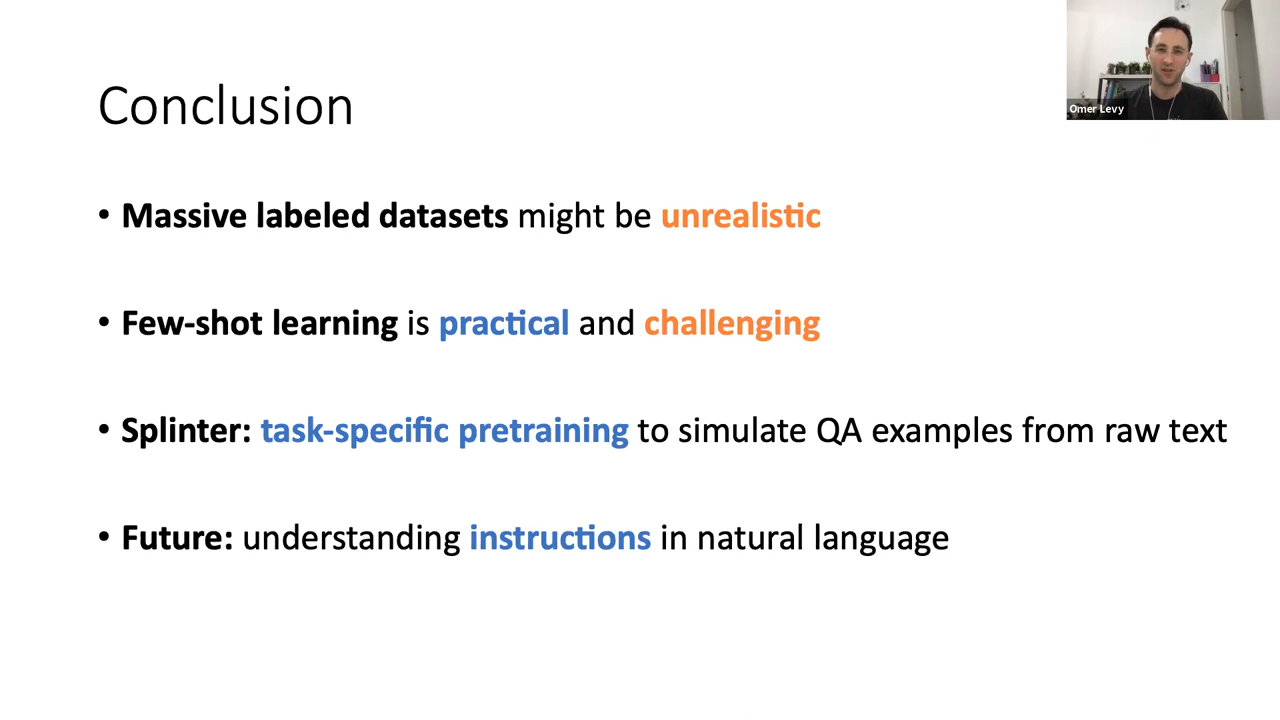 Conclusion
Omer Levy
• Massive labeled datasets might be unrealistic
• Few-shot learning is practical and challenging
• Splinter: task-specific pretraining to simulate QA examples from raw text
• Future: understanding instructions in natural language